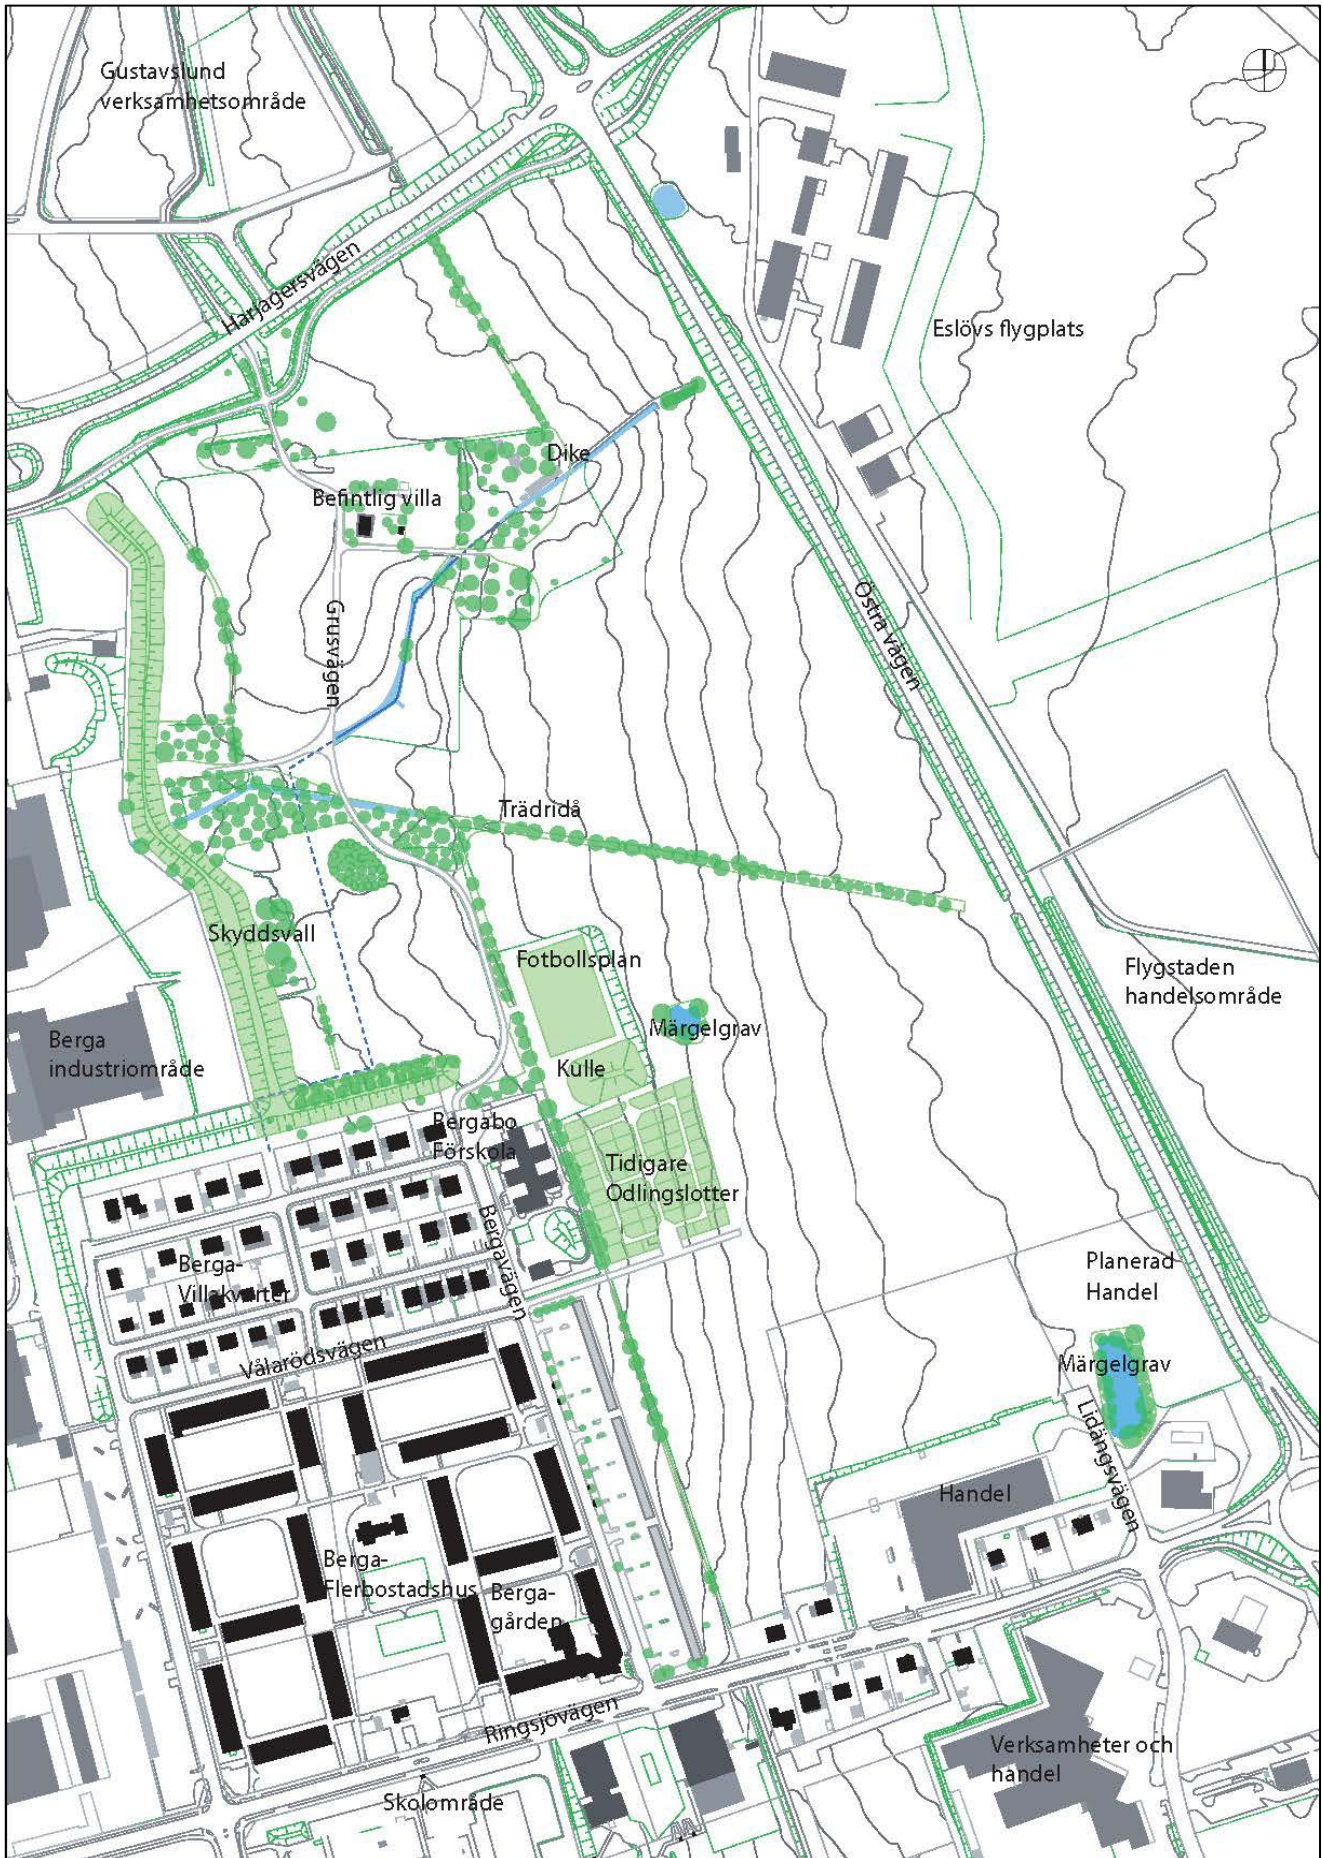 Gustavslund
verksamhetsområde
Harjagersvägen
Eslövs flygplats
Dike
Befintlig villa
Grusvägen
Östra vägen
Trädridå
Skyddsvall
Fotbollsplan
Flygstaden
handelsområde
Märgelgrav
Berga
industriområde
Kulle
Bergabo
Förskola
Tidigare
Odlingslotter
Bergavägen
Berga-
Villakvarter
Planerad
Handel
Vålarödsvägen
Märgelgrav
Lidängsvägen
Handel
Berga-
Flerbostadshus
Berga-
gården
Ringsjövägen
Verksamheter och
handel
Skolområde